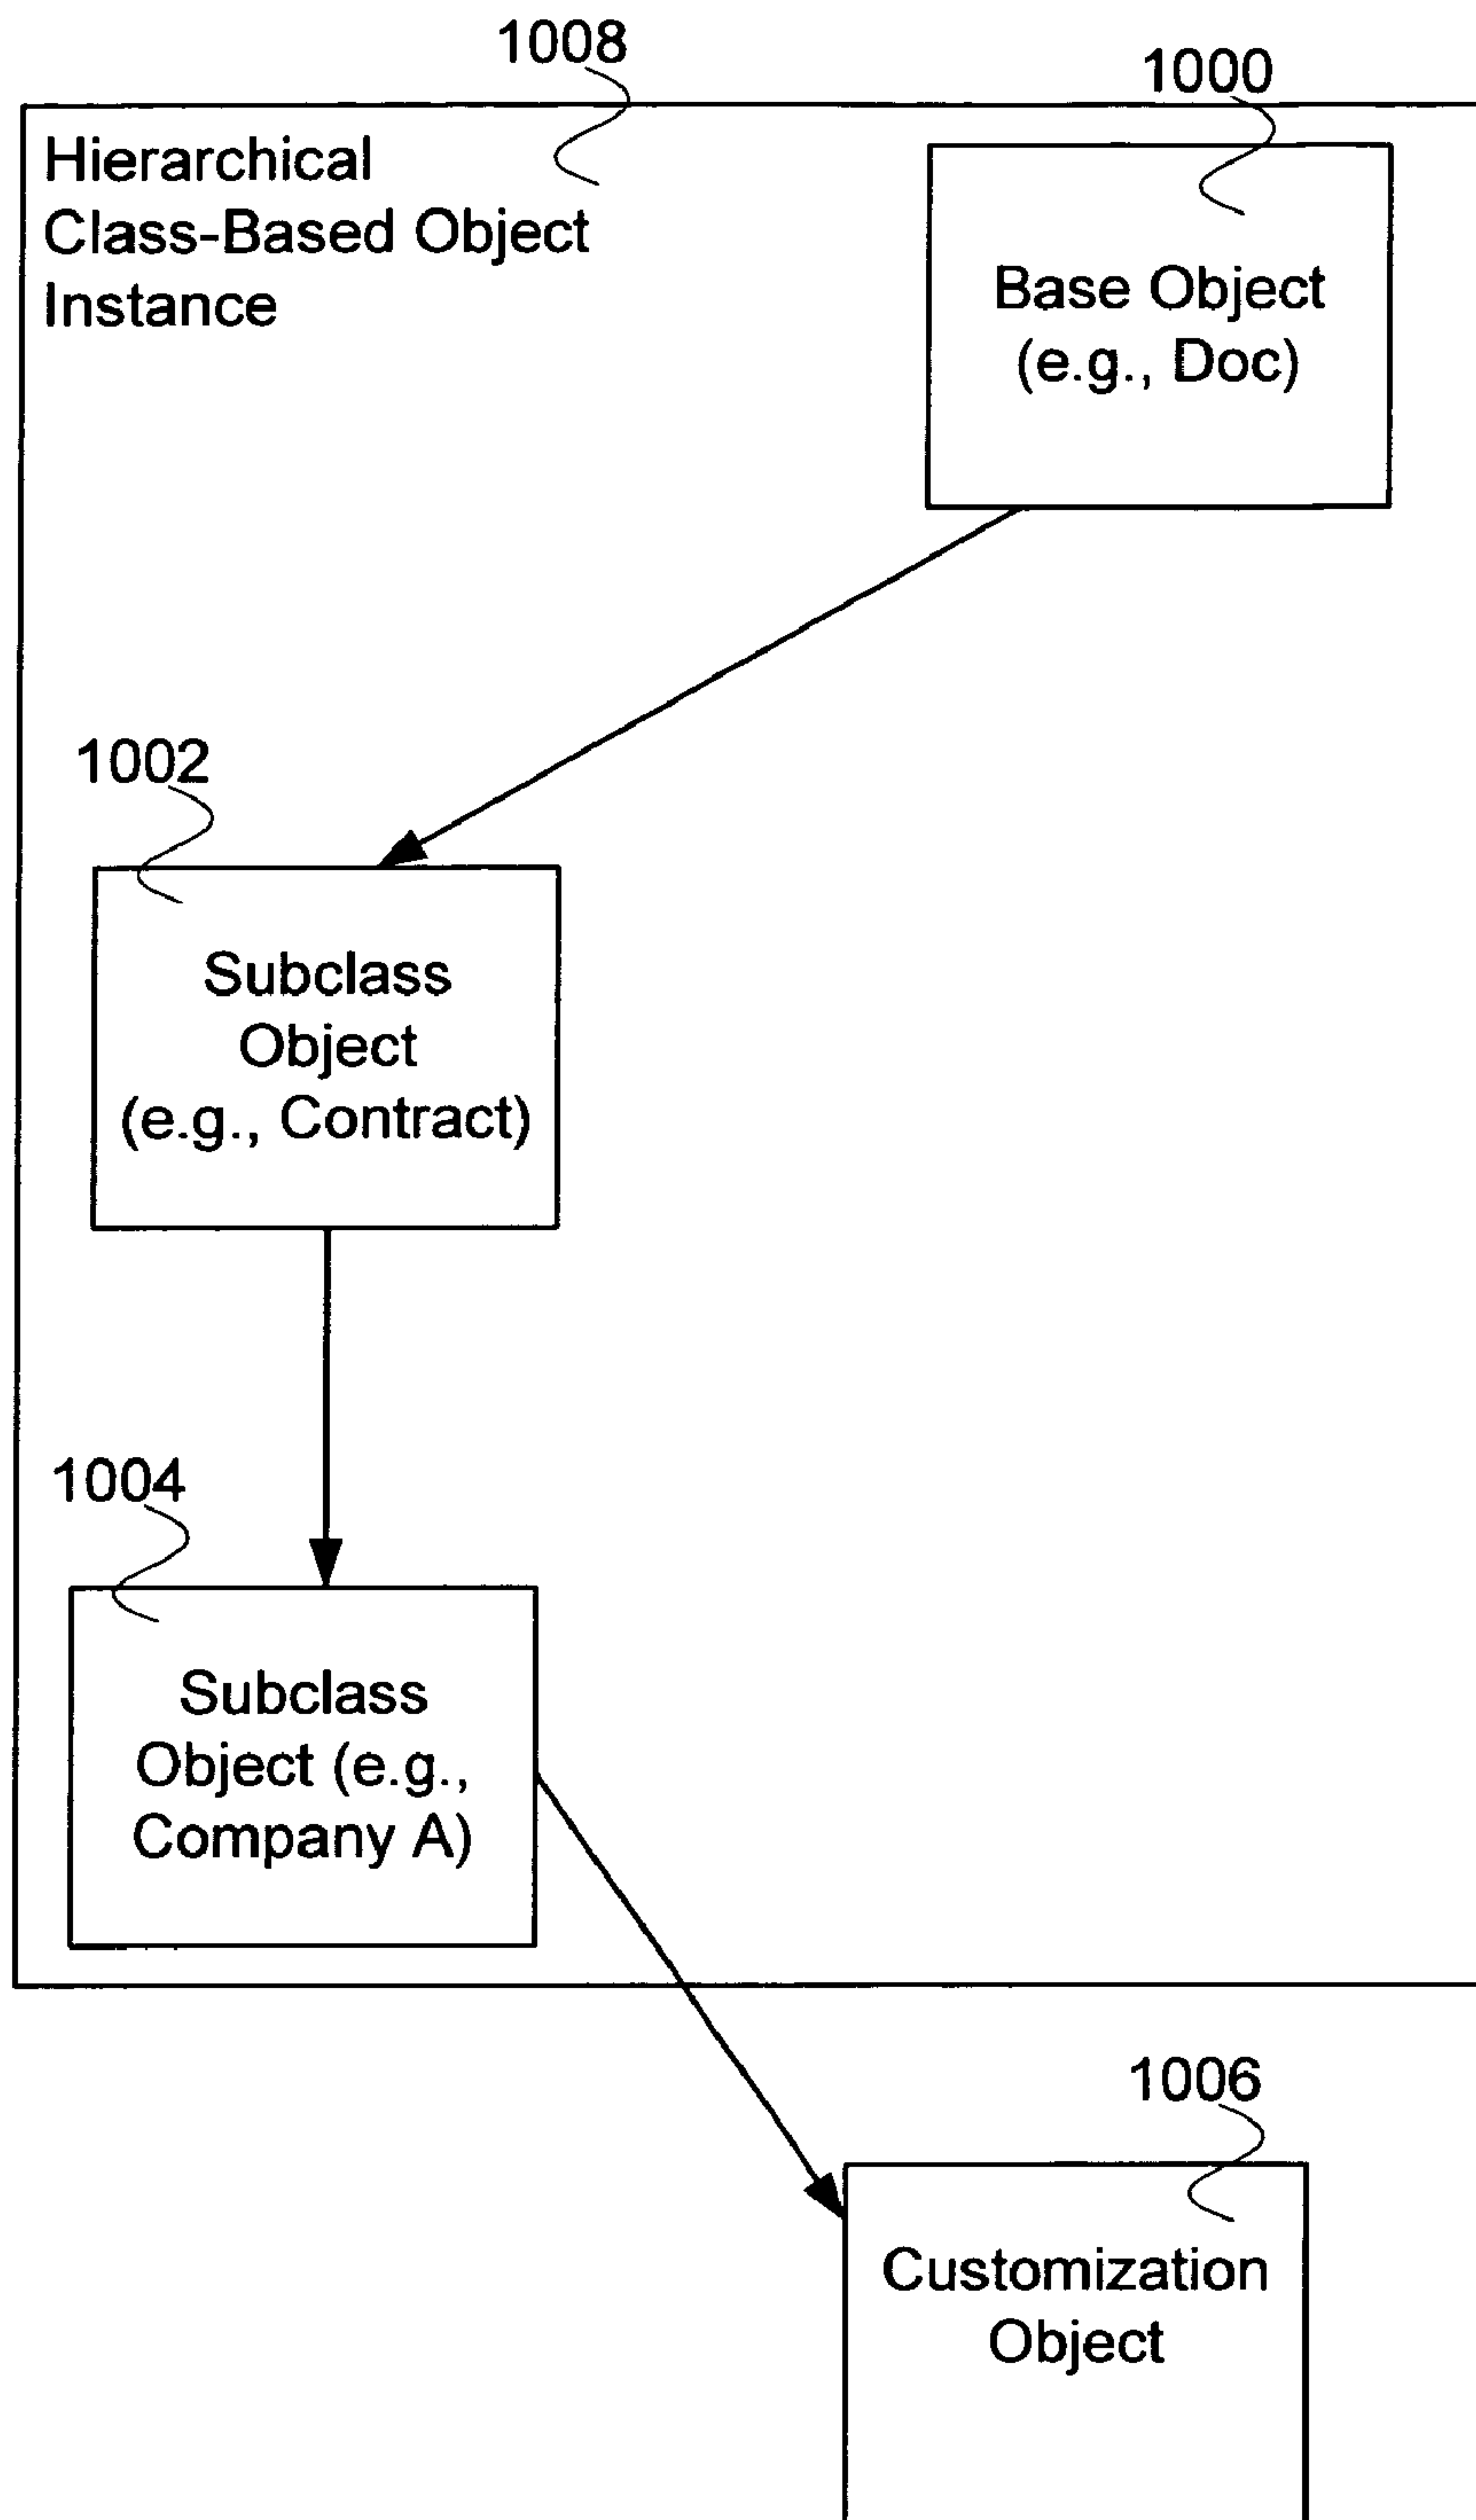 1008
1000
Hierarchical
Class-Based Object
Instance
Base Object
(e.g., Doc)
1002
Subclass
Object
(e.g., Contract)
1004
Subclass
Object (e.g.,
Company A)
1006
Customization
Object